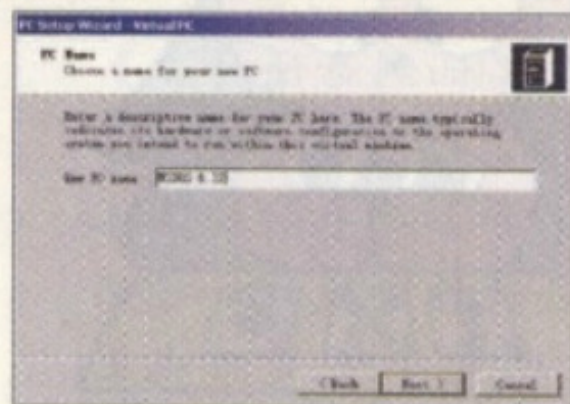 PC Setup Wizard - Virtual PC
PC Name
Choose a name for your new PC
Enter a descriptive name for your PC here. The PC name typically
indicates its hardware or software configuration or the operating
system you intend to run within this virtual machine.
New PC name
< Back
Next >
Cancel